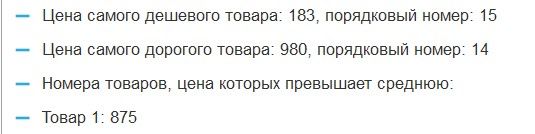 Цена самого дешевого товара: 183, порядковый номер: 15
Цена самого дорогого товара: 980, порядковый номер: 14
Номера товаров, цена которых превышает среднюю:
Товар 1: 875